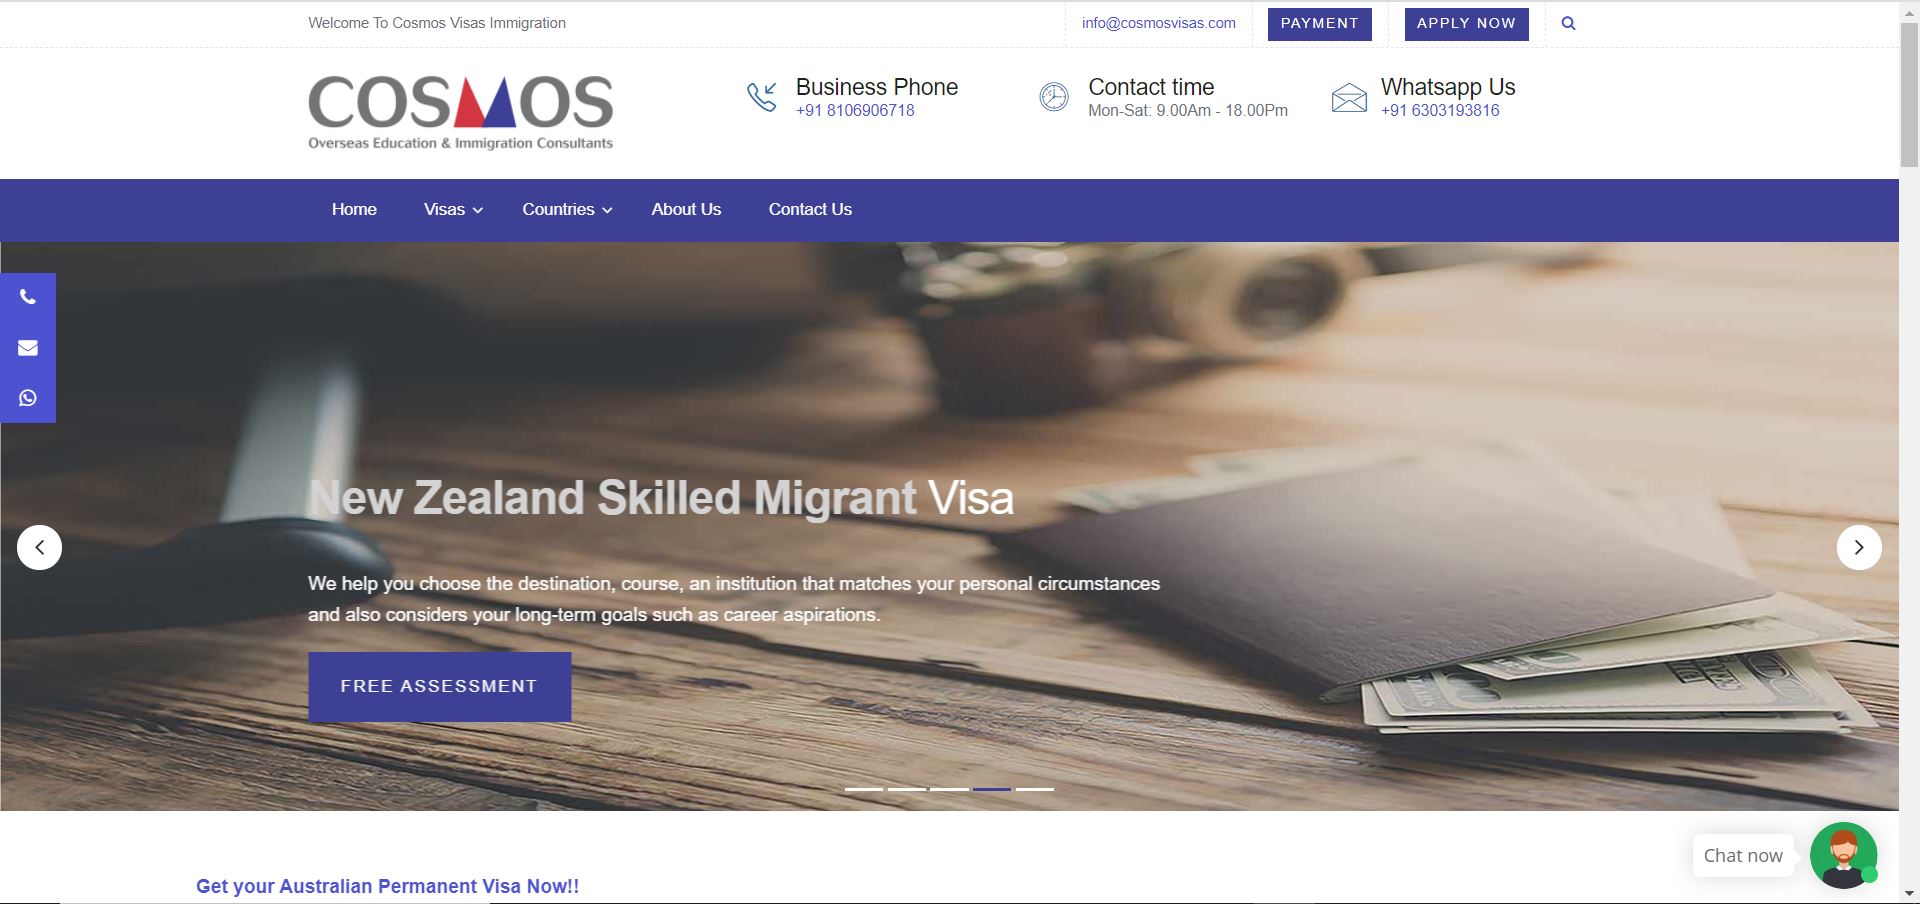 Welcome To Cosmos Visas Immigration
info@cosmosvisas.com
PAYMENT
APPLY NOW
COSMOS
Overseas Education & Immigration Consultants
Business Phone
+91 8106906718
Contact time
Mon-Sat: 9.00Am - 18.00Pm
Whatsapp Us
+91 6303193816
Home
Visas
Countries
About Us
Contact Us
New Zealand Skilled Migrant Visa
We help you choose the destination, course, an institution that matches your personal circumstances
and also considers your long-term goals such as career aspirations.
FREE ASSESSMENT
Chat now
Get your Australian Permanent Visa Now!!